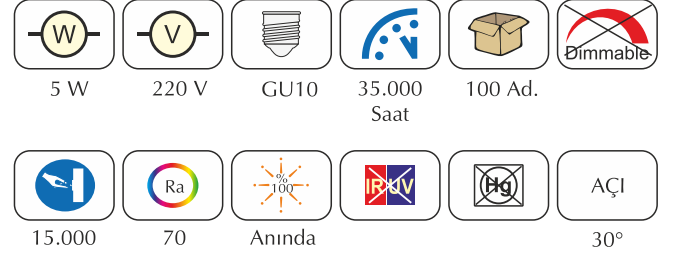 W V Dimmable
5 W 220 V GU10 35.000 100 Ad.
Saat
Ra % 100 IR UV Hg AÇI
15.000 70 Anında 30°